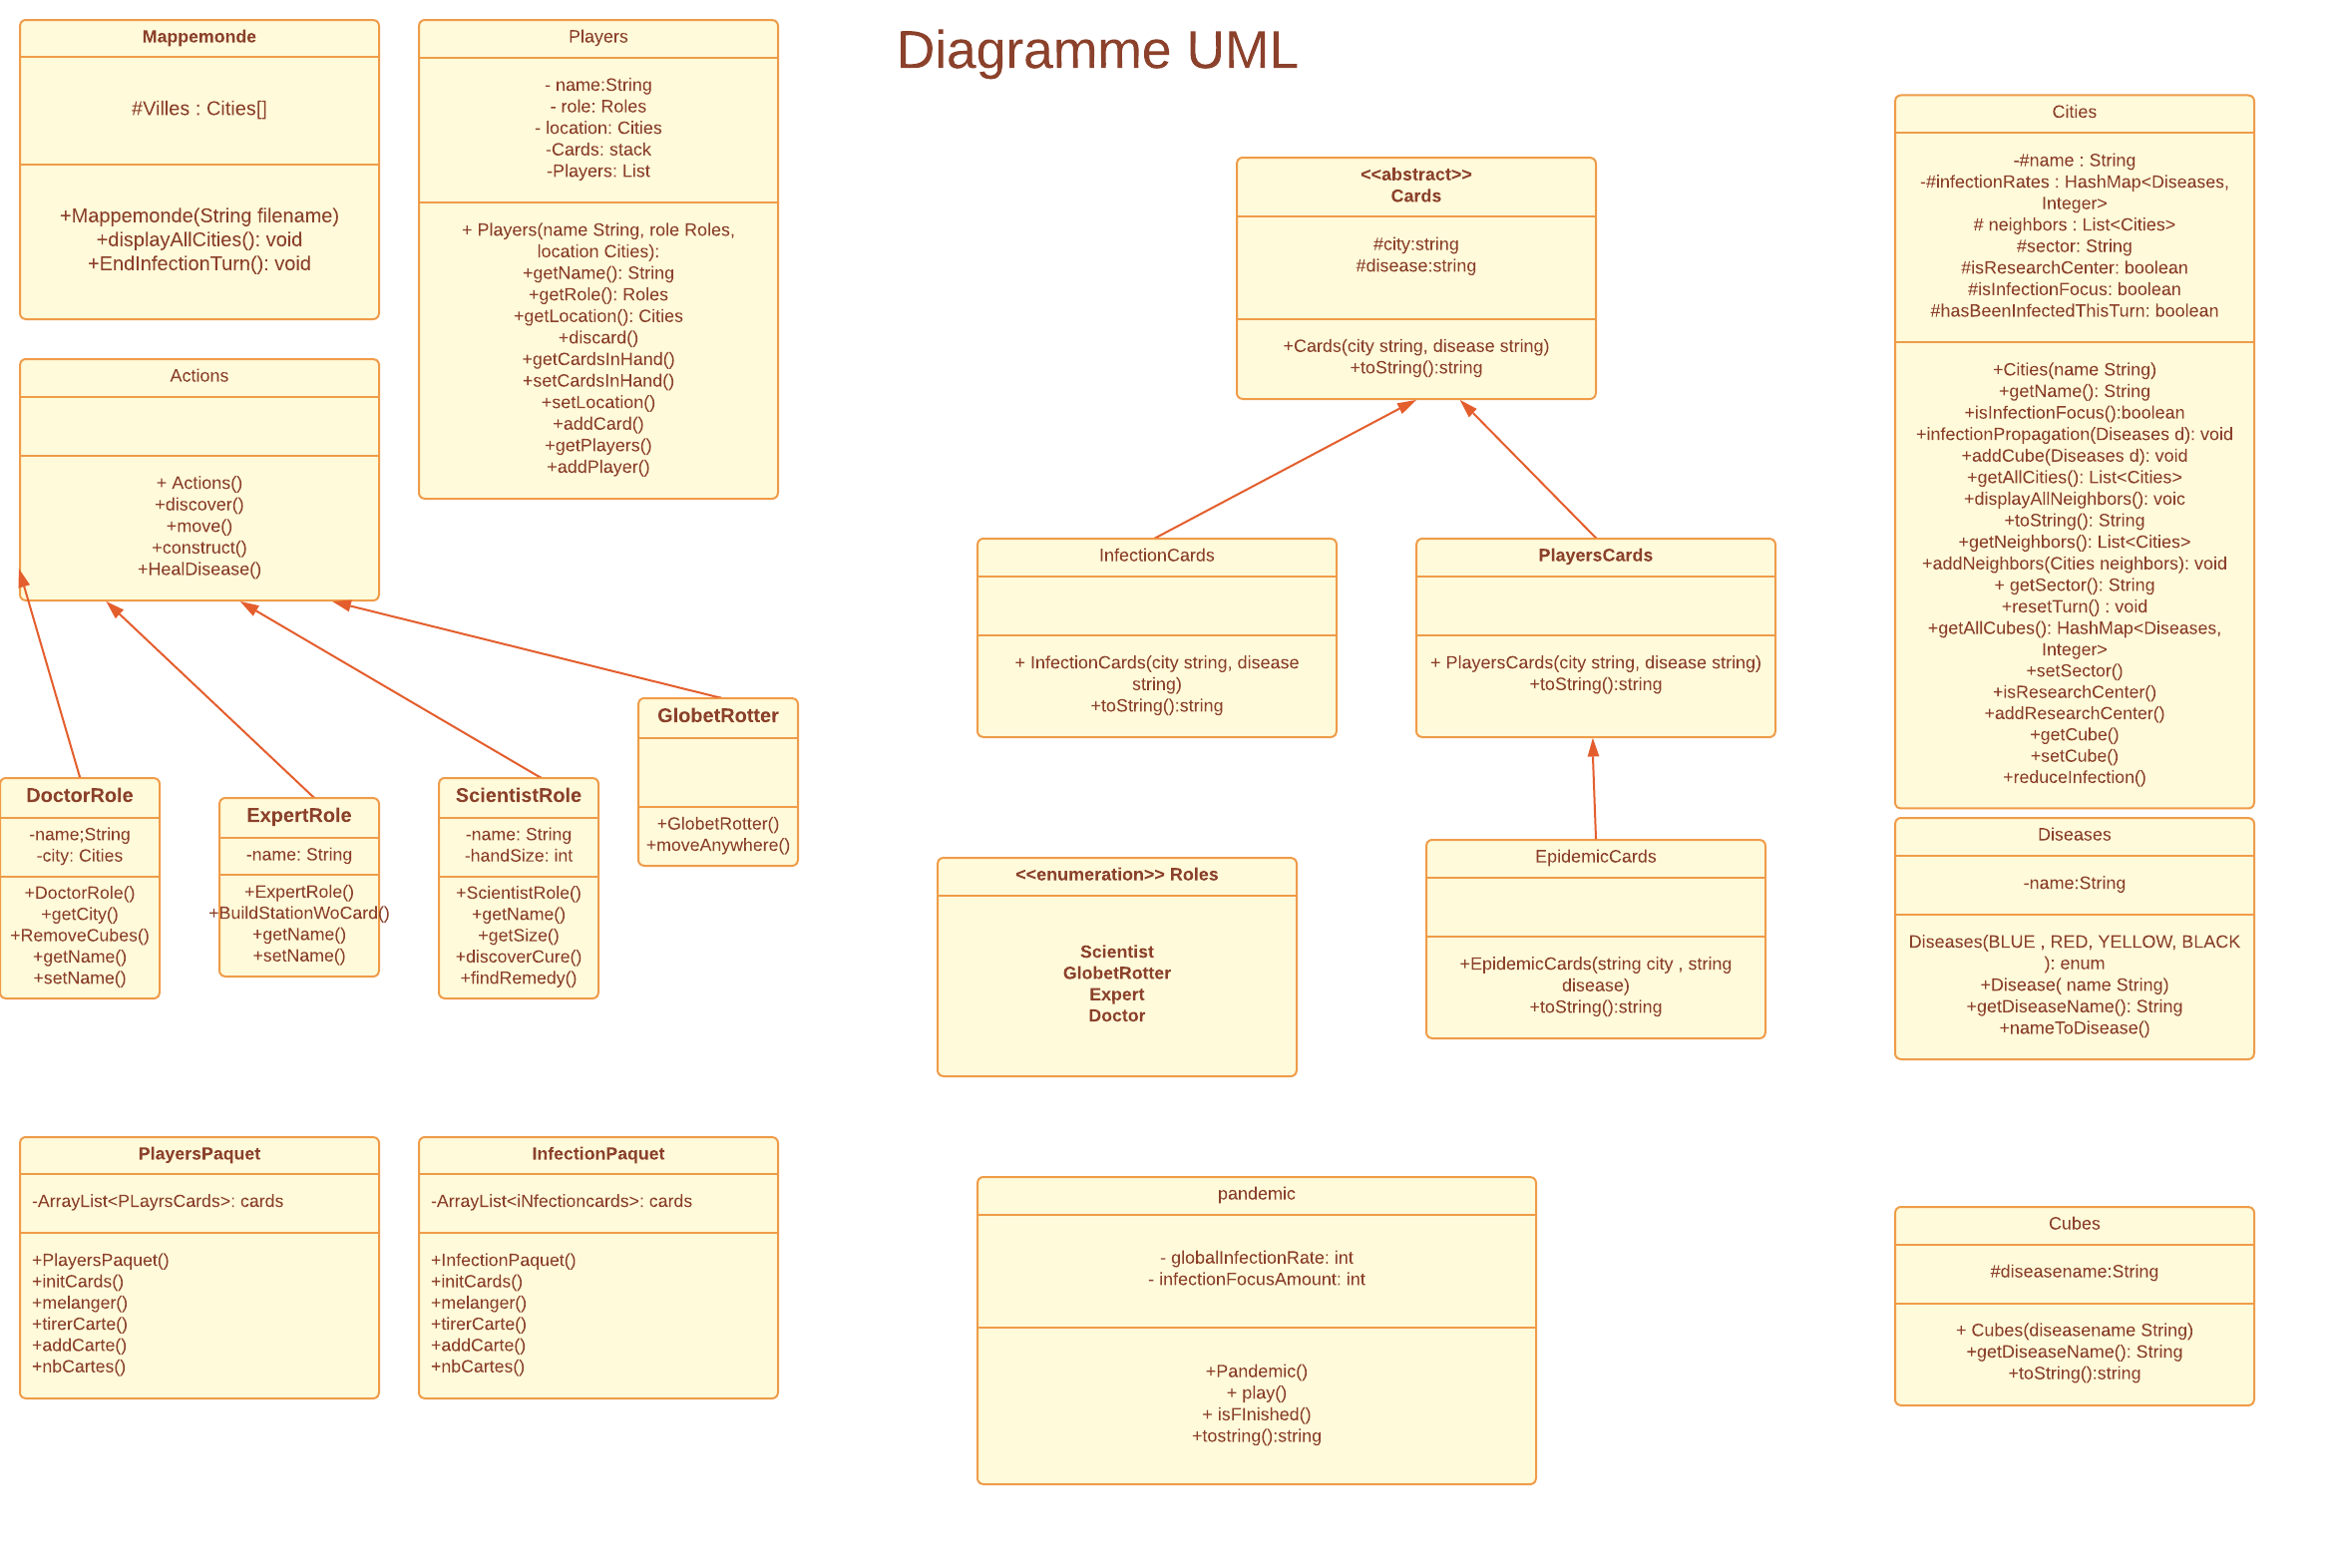 Diagramme UML
Mappemonde
#Villes : Cities[]
+Mappemonde(String filename)
+displayAllCities(): void
+EndInfectionTurn(): void
Players
- name:String
- role: Roles
- location: Cities
-Cards: stack
-Players: List
+ Players(name String, role Roles,
location Cities):
+getName(): String
+getRole(): Roles
+getLocation(): Cities
+discard()
+getCardsInHand()
+setCardsInHand()
+setLocation()
+addCard()
+getPlayers()
+addPlayer()
Actions
+ Actions()
+discover()
+move()
+construct()
+HealDisease()
DoctorRole
-name;String
-city: Cities
+DoctorRole()
+getCity()
+RemoveCubes()
+getName()
+setName()
ExpertRole
-name: String
+ExpertRole()
+BuildStationWoCard()
+getName()
+setName()
ScientistRole
-name: String
-handSize: int
+ScientistRole()
+getName()
+getSize()
+discoverCure()
+findRemedy()
GlobetRotter
+GlobetRotter()
+moveAnywhere()
<<abstract>>
Cards
#city:string
#disease:string
+Cards(city string, disease string)
+toString():string
InfectionCards
+ InfectionCards(city string, disease
string)
+toString():string
PlayersCards
+ PlayersCards(city string, disease string)
+toString():string
EpidemicCards
+EpidemicCards(string city , string
disease)
+toString():string
<<enumeration>> Roles
Scientist
GlobetRotter
Expert
Doctor
Cities
-#name : String
-#infectionRates : HashMap<Diseases,
Integer>
# neighbors : List<Cities>
#sector: String
#isResearchCenter: boolean
#isInfectionFocus: boolean
#hasBeenInfectedThisTurn: boolean
+Cities(name String)
+getName(): String
+isInfectionFocus():boolean
+infectionPropagation(Diseases d): void
+addCube(Diseases d): void
+getAllCities(): List<Cities>
+displayAllNeighbors(): voic
+toString(): String
+getNeighbors(): List<Cities>
+addNeighbors(Cities neighbors): void
+ getSector(): String
+resetTurn() : void
+getAllCubes(): HashMap<Diseases,
Integer>
+setSector()
+isResearchCenter()
+addResearchCenter()
+getCube()
+setCube()
+reduceInfection()
Diseases
-name:String
Diseases(BLUE , RED, YELLOW, BLACK
): enum
+Disease( name String)
+getDiseaseName(): String
+nameToDisease()
PlayersPaquet
-ArrayList<PLayrsCards>: cards
+PlayersPaquet()
+initCards()
+melanger()
+tirerCarte()
+addCarte()
+nbCartes()
InfectionPaquet
-ArrayList<iNfectioncards>: cards
+InfectionPaquet()
+initCards()
+melanger()
+tirerCarte()
+addCarte()
+nbCartes()
pandemic
- globalInfectionRate: int
- infectionFocusAmount: int
+Pandemic()
+ play()
+ isFInished()
+tostring():string
Cubes
#diseasename:String
+ Cubes(diseasename String)
+getDiseaseName(): String
+toString():string